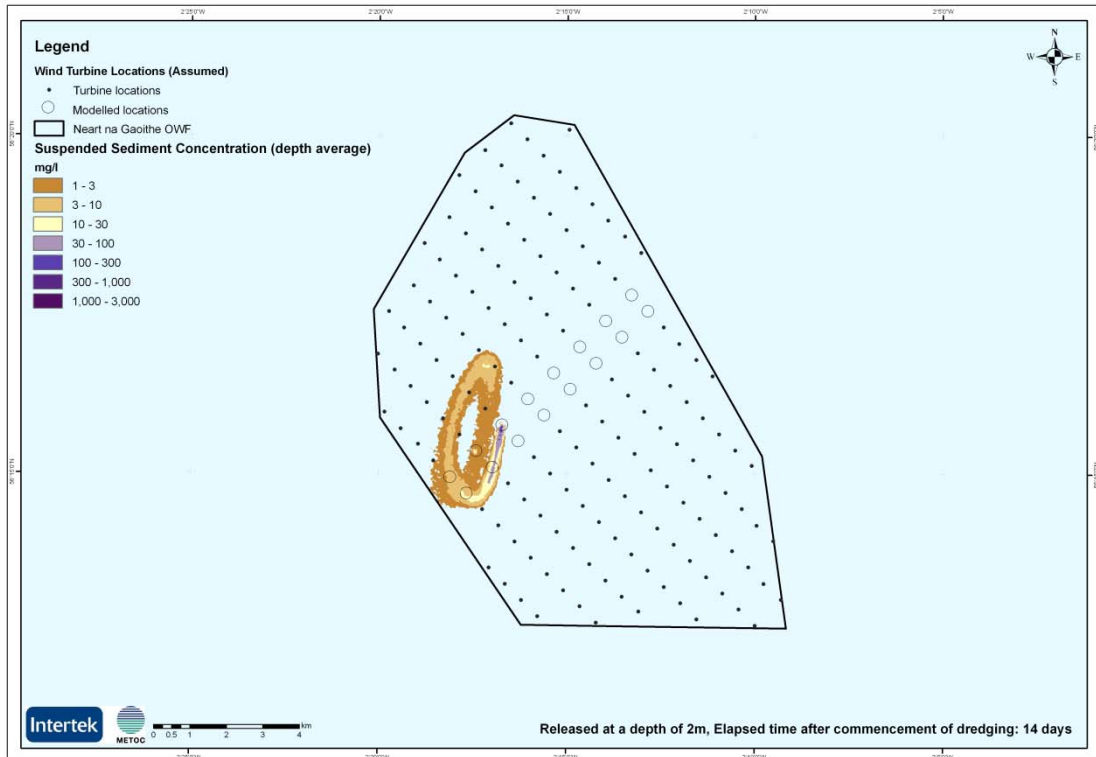 2°20'0"W 2°15'0"W 2°10'0"W 2°5'0"W
Legend
Wind Turbine Locations (Assumed)
Turbine locations
Modelled locations
Neart na Gaoithe OWF
Suspended Sediment Concentration (depth average)
mg/l
1 - 3
3 - 10
10 - 30
30 - 100
100 - 300
300 - 1,000
1,000 - 3,000
N
W E
S
Intertek
METOC
km
0 0.5 1 2 3 4
Released at a depth of 2m, Elapsed time after commencement of dredging: 14 days